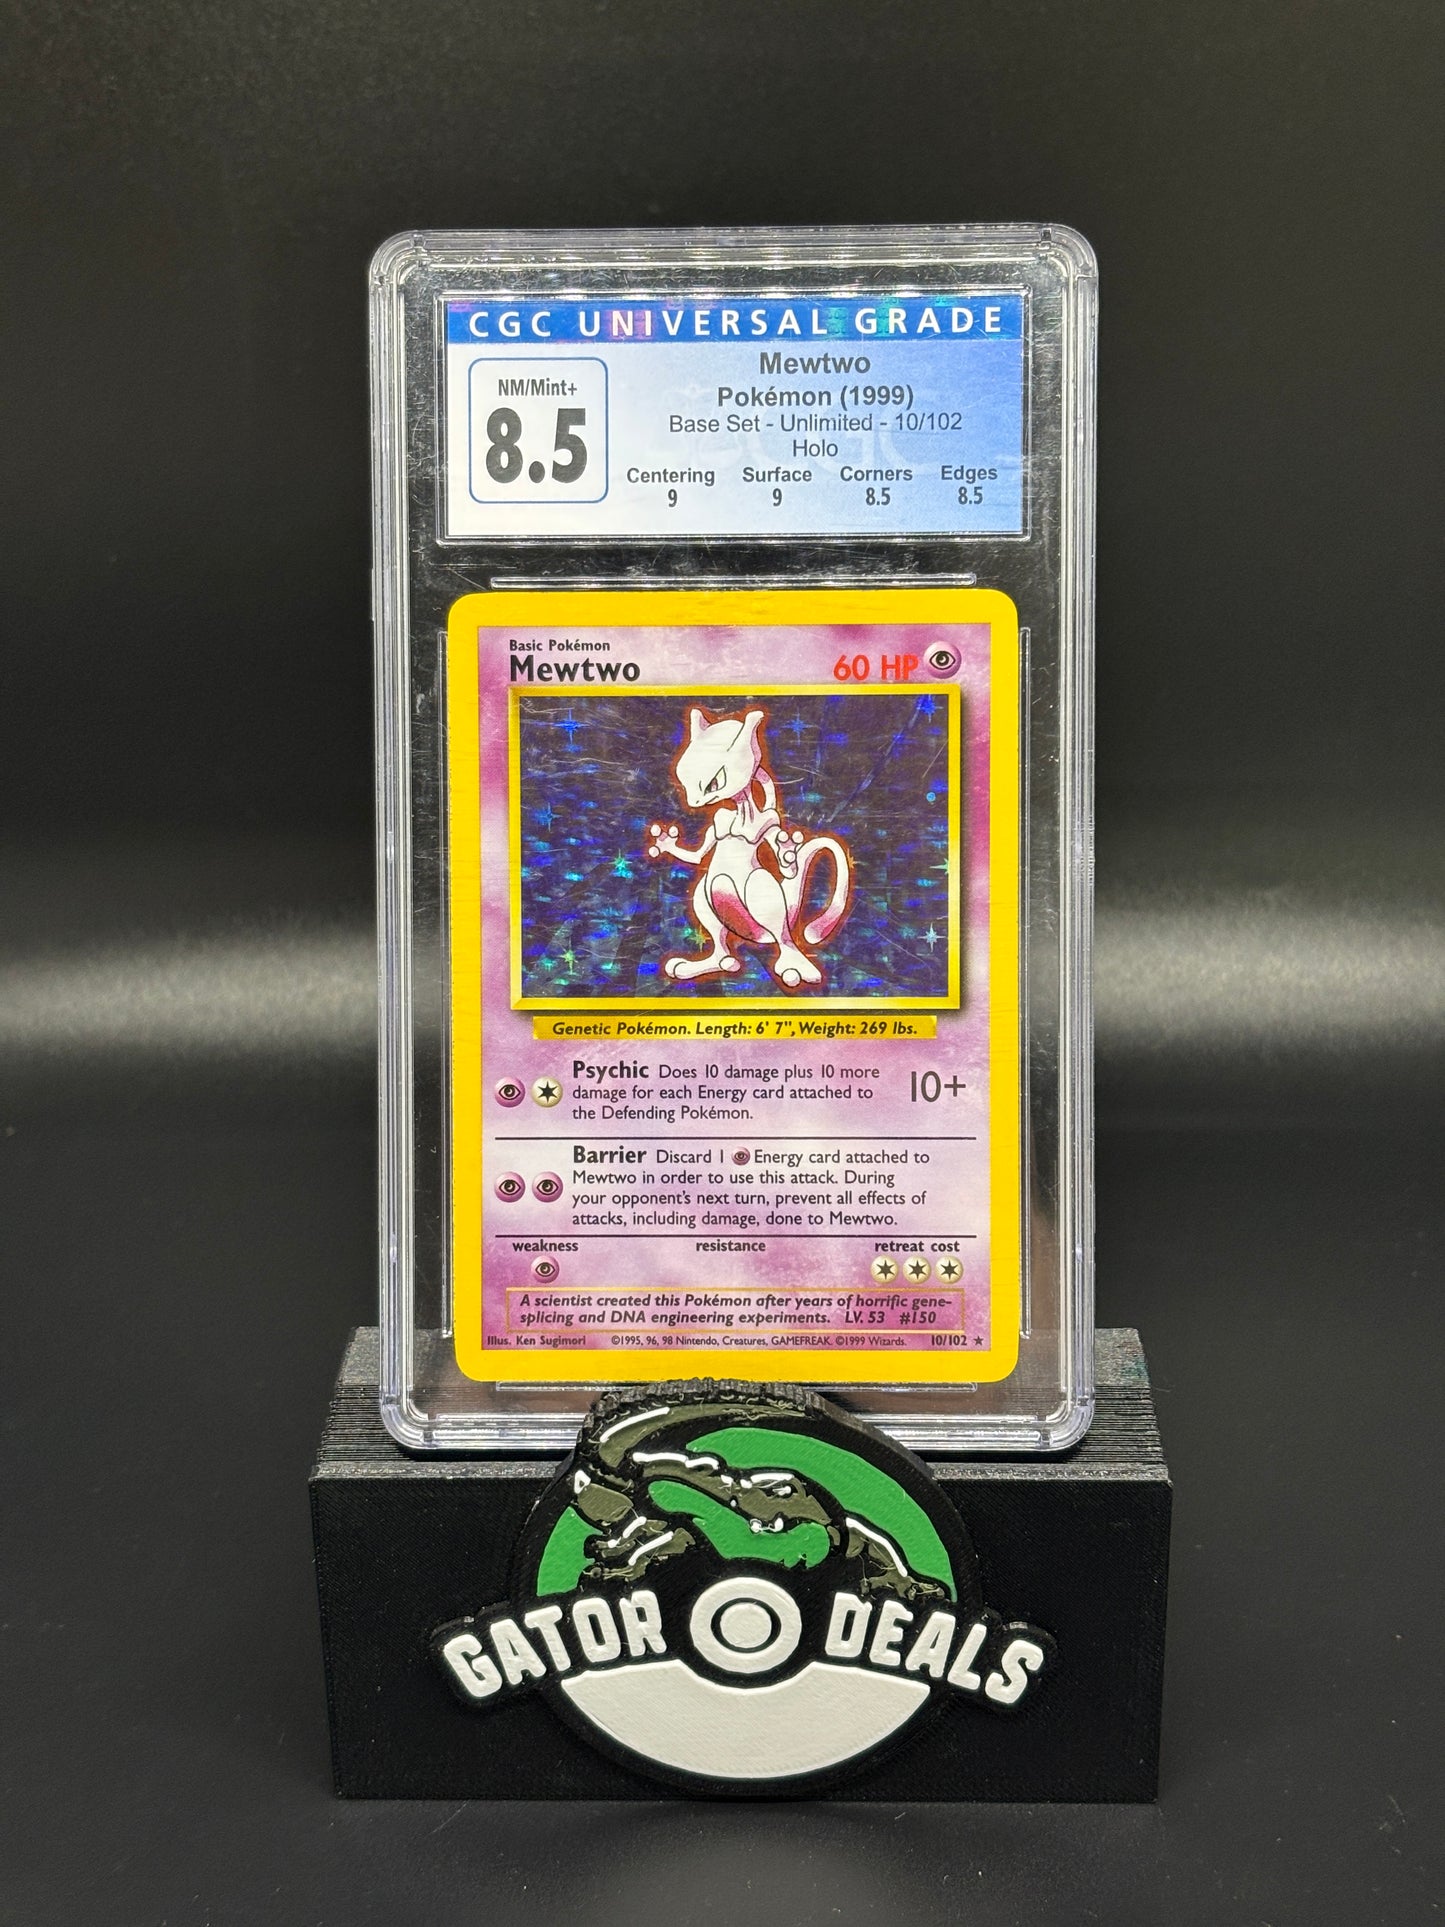 CGC UNIVERSAL GRADE
NM/Mint+
8.5
Mewtwo
Pokémon (1999)
Base Set - Unlimited - 10/102
Holo
Centering Surface Corners Edges
9 9 8.5 8.5
Basic Pokémon
Mewtwo 60 HP
Genetic Pokémon. Length: 6' 7", Weight: 269 lbs.
Psychic Does 10 damage plus 10 more
damage for each Energy card attached to
the Defending Pokémon.
10+
Barrier Discard 1 Energy card attached to
Mewtwo in order to use this attack. During
your opponent's next turn, prevent all effects of
attacks, including damage, done to Mewtwo.
weakness resistance retreat cost
A scientist created this Pokémon after years of horrific gene-
splicing and DNA engineering experiments. LV. 53 #150
Illus. Ken Sugimori ©1995, 96, 98 Nintendo, Creatures, GAMEFREAK. ©1999 Wizards. 10/102 ★
GATOR DEALS